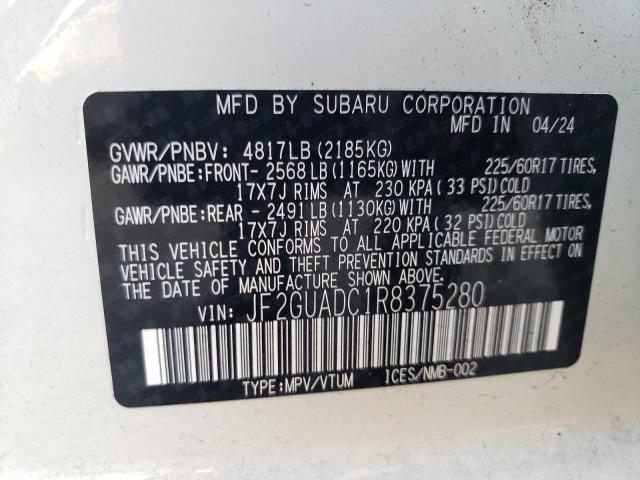 MFD BY SUBARU CORPORATION
MFD IN 04/24
GVWR/PNBV: 4817LB (2185KG)
GAWR/PNBE:FRONT- 2568 LB (1165KG) WITH 225/60R17 TIRES,
17X7J RIMS AT 230 KPA (33 PSI) COLD
GAWR/PNBE:REAR - 2491 LB (1130KG) WITH 225/60R17 TIRES,
17X7J RIMS AT 220 KPA (32 PSI) COLD
THIS VEHICLE CONFORMS TO ALL APPLICABLE FEDERAL MOTOR
VEHICLE SAFETY AND THEFT PREVENTION STANDARDS IN EFFECT ON
THE DATE OF MANUFACTURE SHOWN ABOVE.
VIN: JF2GUADC1R8375280
TYPE:MPV/VTUM ICES/NMB-002